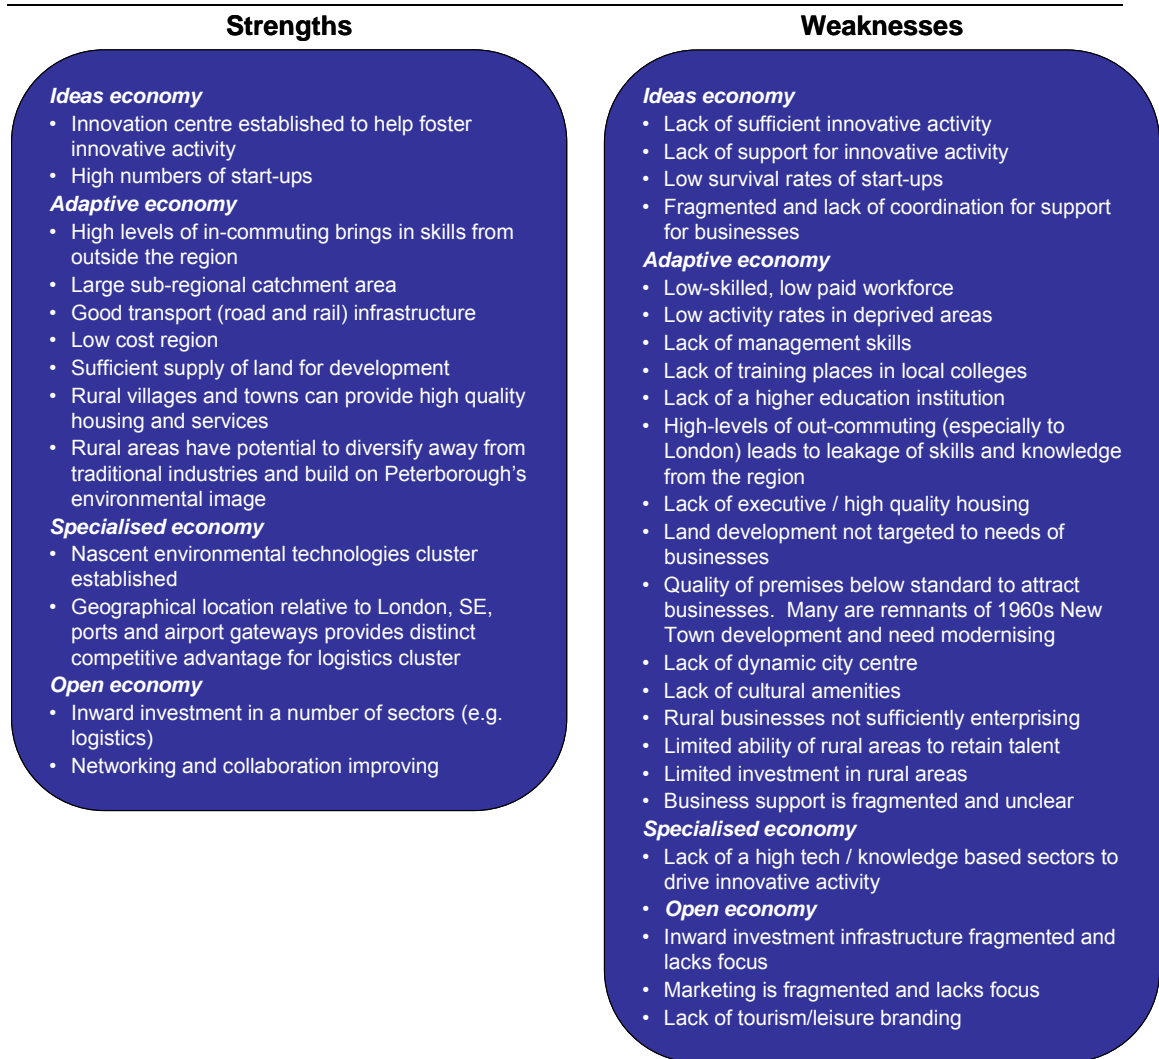 Strengths
Ideas economy
• Innovation centre established to help foster
innovative activity
• High numbers of start-ups
Adaptive economy
• High levels of in-commuting brings in skills from
outside the region
• Large sub-regional catchment area
• Good transport (road and rail) infrastructure
• Low cost region
• Sufficient supply of land for development
• Rural villages and towns can provide high quality
housing and services
• Rural areas have potential to diversify away from
traditional industries and build on Peterborough's
environmental image
Specialised economy
• Nascent environmental technologies cluster
established
• Geographical location relative to London, SE,
ports and airport gateways provides distinct
competitive advantage for logistics cluster
Open economy
• Inward investment in a number of sectors (e.g.
logistics)
• Networking and collaboration improving
Weaknesses
Ideas economy
• Lack of sufficient innovative activity
• Lack of support for innovative activity
• Low survival rates of start-ups
• Fragmented and lack of coordination for support
for businesses
Adaptive economy
• Low-skilled, low paid workforce
• Low activity rates in deprived areas
• Lack of management skills
• Lack of training places in local colleges
• Lack of a higher education institution
• High-levels of out-commuting (especially to
London) leads to leakage of skills and knowledge
from the region
• Lack of executive / high quality housing
• Land development not targeted to needs of
businesses
• Quality of premises below standard to attract
businesses.  Many are remnants of 1960s New
Town development and need modernising
• Lack of dynamic city centre
• Lack of cultural amenities
• Rural businesses not sufficiently enterprising
• Limited ability of rural areas to retain talent
• Limited investment in rural areas
• Business support is fragmented and unclear
Specialised economy
• Lack of a high tech / knowledge based sectors to
drive innovative activity
• Open economy
• Inward investment infrastructure fragmented and
lacks focus
• Marketing is fragmented and lacks focus
• Lack of tourism/leisure branding